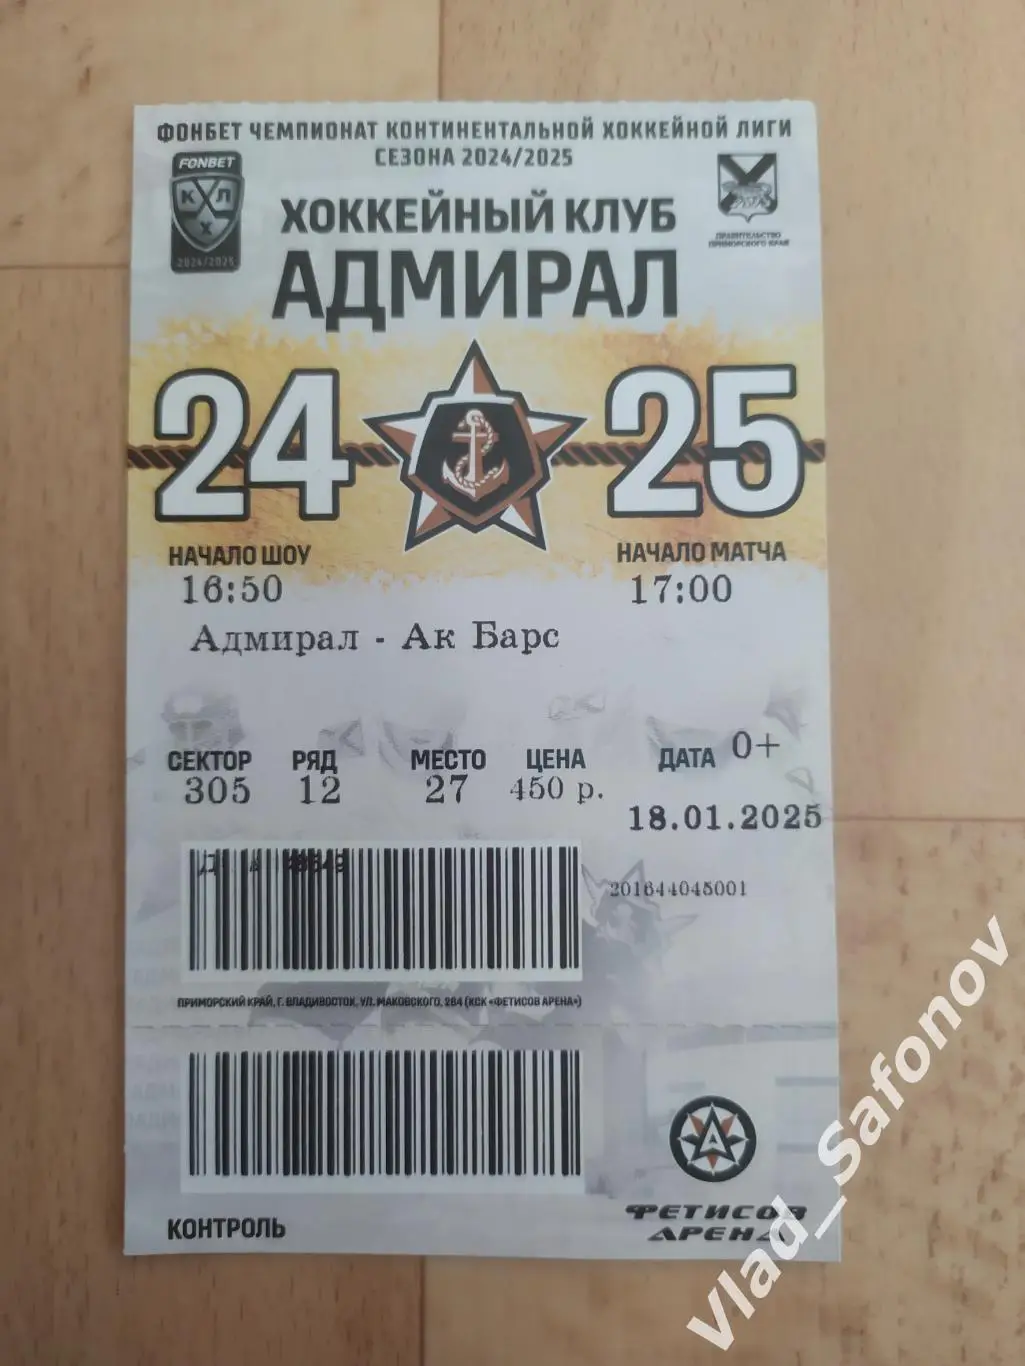 ФОНБЕТ ЧЕМПИОНАТ КОНТИНЕНТАЛЬНОЙ ХОККЕЙНОЙ ЛИГИ
СЕЗОНА 2024/2025
FONBET
К Л
Х
2024/2025
ПРАВИТЕЛЬСТВО
ПРИМОРСКОГО КРАЯ
ХОККЕЙНЫЙ КЛУБ
АДМИРАЛ
24 25
НАЧАЛО ШОУ НАЧАЛО МАТЧА
16:50 17:00
Адмирал - Ак Барс
СЕКТОР РЯД МЕСТО ЦЕНА ДАТА 0+
305 12 27 450 р.
18.01.2025
201644045001
ПРИМОРСКИЙ КРАЙ, Г. ВЛАДИВОСТОК, УЛ. МАКОВСКОГО, 284 (КСК «ФЕТИСОВ АРЕНА»)
А
КОНТРОЛЬ
ФЕТИСОВ
АРЕНА
Vlad_Safonov